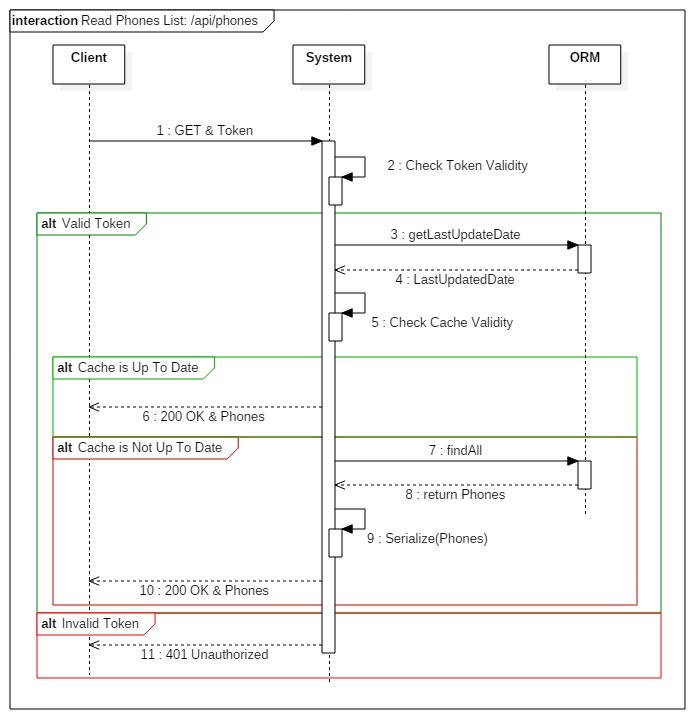 interaction Read Phones List: /api/phones
Client
System
ORM
1 : GET & Token
2 : Check Token Validity
alt Valid Token
3 : getLastUpdateDate
4 : LastUpdatedDate
5 : Check Cache Validity
alt Cache is Up To Date
6 : 200 OK & Phones
alt Cache is Not Up To Date
7 : findAll
8 : return Phones
9 : Serialize(Phones)
10 : 200 OK & Phones
alt Invalid Token
11 : 401 Unauthorized